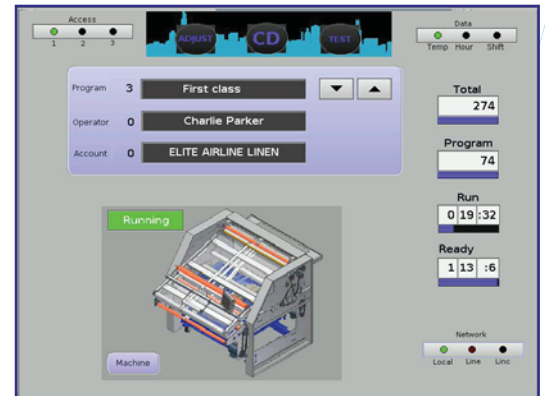 Access
1 2 3
ADJUST CD TEST
Data
Temp Hour Shift
Program 3 First class
Operator 0 Charlie Parker
Account 0 ELITE AIRLINE LINEN
Total
274
Program
74
Run
0 19 :32
Ready
1 13 :6
Running
Machine
Network
Local Line Linc